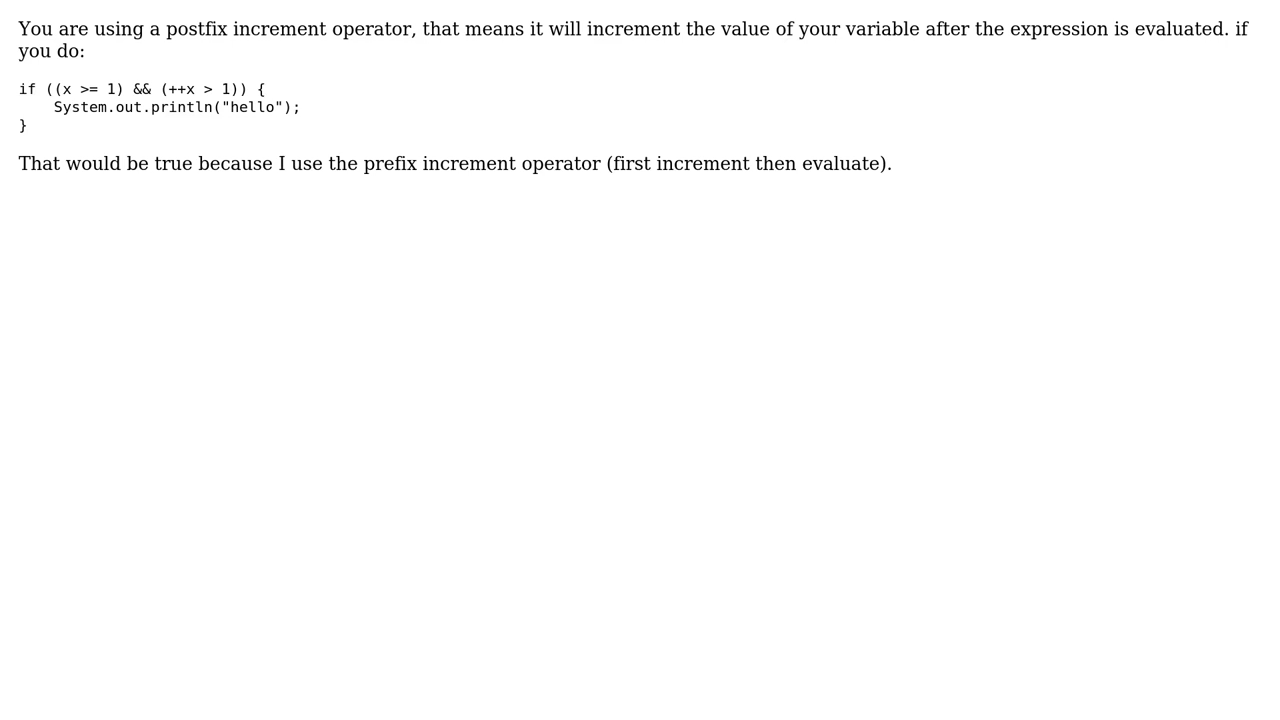 You are using a postfix increment operator, that means it will increment the value of your variable after the expression is evaluated. if
you do:
if ((x >= 1) && (++x > 1)) {
    System.out.println("hello");
}
That would be true because I use the prefix increment operator (first increment then evaluate).